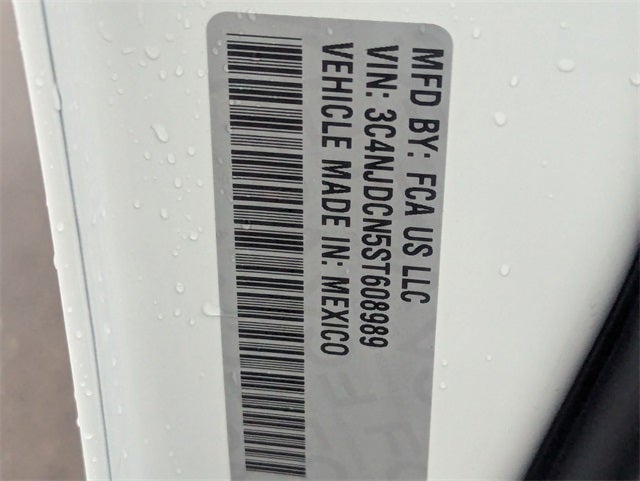 MFD BY: FCA US LLC
VIN: 3C4NJDCN5ST608989
VEHICLE MADE IN: MEXICO